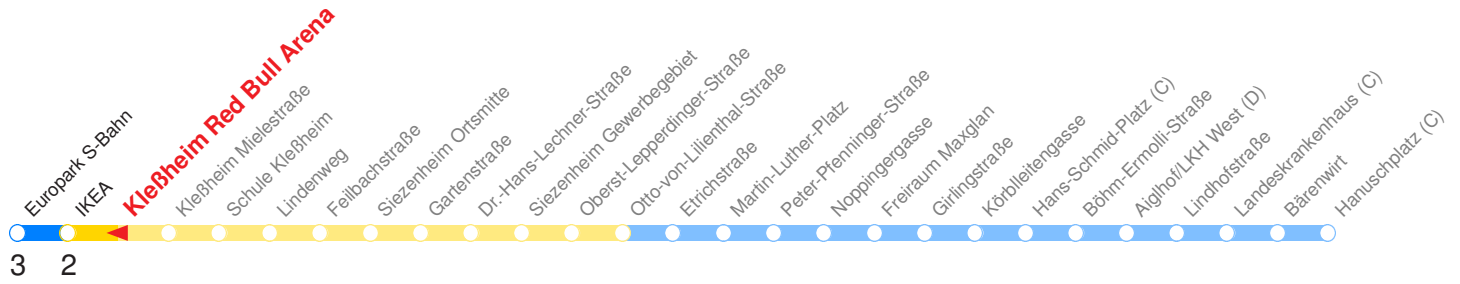 Europark S-Bahn
IKEA
Kleßheim Red Bull Arena
Kleßheim Mielestraße
Schule Kleßheim
Lindenweg
Feilbachstraße
Siezenheim Ortsmitte
Gartenstraße
Dr.-Hans-Lechner-Straße
Siezenheim Gewerbegebiet
Oberst-Lepperdinger-Straße
Otto-von-Lilienthal-Straße
Etrichstraße
Martin-Luther-Platz
Peter-Pfenninger-Straße
Noppingergasse
Freiraum Maxglan
Girlingstraße
Körblleitengasse
Hans-Schmid-Platz (C)
Böhm-Ermolli-Straße
Aiglhof/LKH West (D)
Lindhofstraße
Landeskrankenhaus (C)
Bärenwirt
Hanuschplatz (C)
3 2